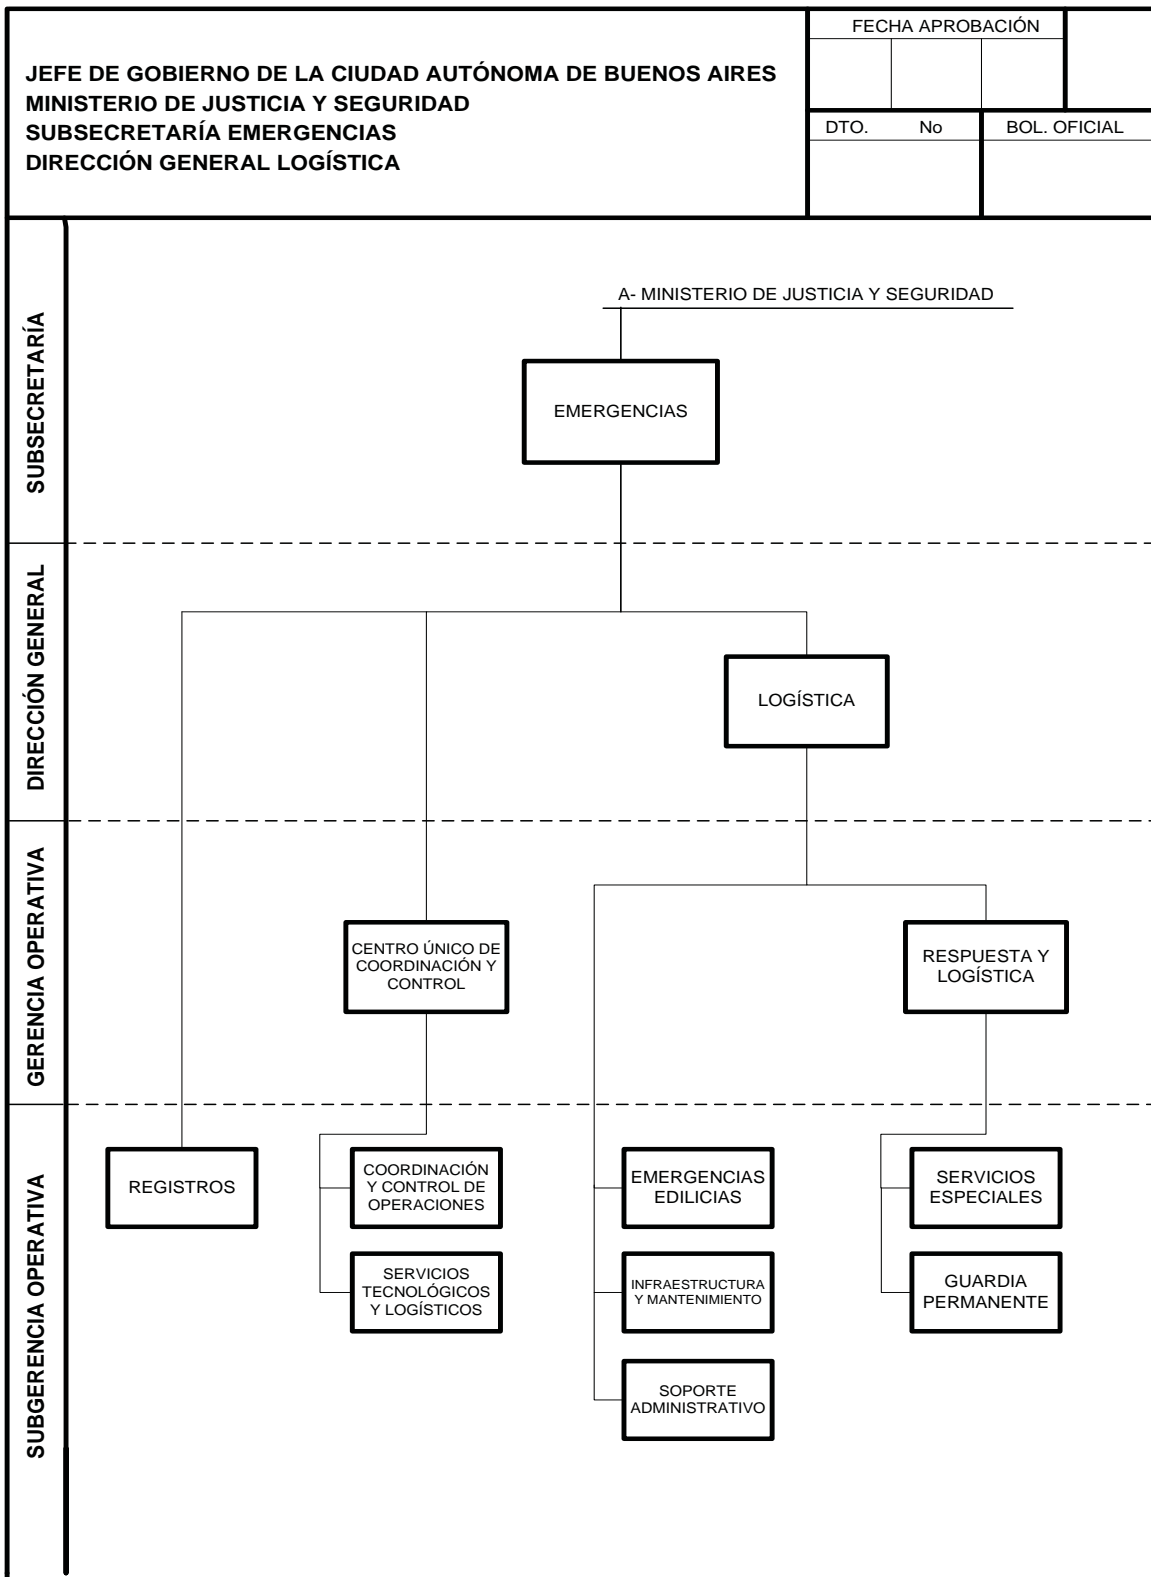 JEFE DE GOBIERNO DE LA CIUDAD AUTÓNOMA DE BUENOS AIRES
MINISTERIO DE JUSTICIA Y SEGURIDAD
SUBSECRETARÍA EMERGENCIAS
DIRECCIÓN GENERAL LOGÍSTICA
FECHA APROBACIÓN
DTO. No
BOL. OFICIAL
SUBSECRETARÍA
A- MINISTERIO DE JUSTICIA Y SEGURIDAD
EMERGENCIAS
DIRECCIÓN GENERAL
LOGÍSTICA
GERENCIA OPERATIVA
CENTRO ÚNICO DE
COORDINACIÓN Y
CONTROL
RESPUESTA Y
LOGÍSTICA
SUBGERENCIA OPERATIVA
REGISTROS
COORDINACIÓN
Y CONTROL DE
OPERACIONES
EMERGENCIAS
EDILICIAS
SERVICIOS
ESPECIALES
SERVICIOS
TECNOLÓGICOS
Y LOGÍSTICOS
INFRAESTRUCTURA
Y MANTENIMIENTO
GUARDIA
PERMANENTE
SOPORTE
ADMINISTRATIVO